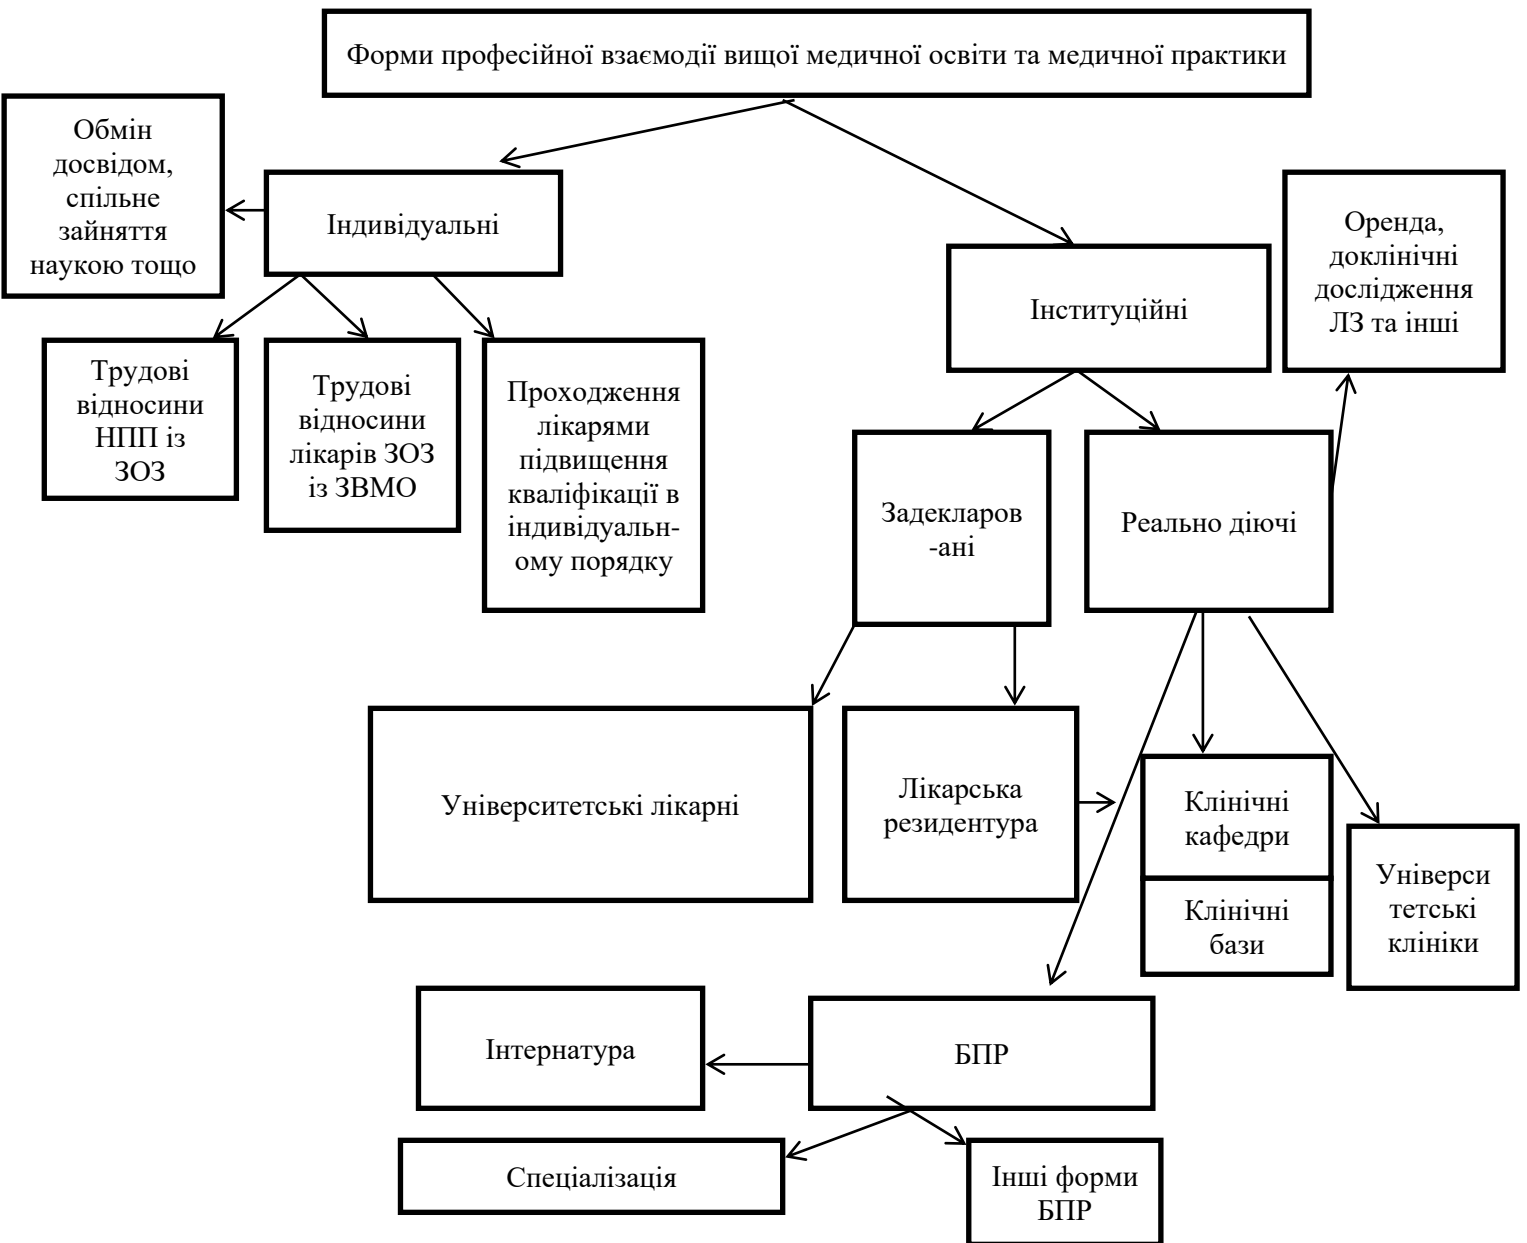 Форми професійної взаємодії вищої медичної освіти та медичної практики
Обмін
досвідом,
спільне
зайняття
наукою тощо
Індивідуальні
Інституційні
Оренда,
доклінічні
дослідження
ЛЗ та інші
Трудові
відносини
НПП із
ЗОЗ
Трудові
відносини
лікарів ЗОЗ
із ЗВМО
Проходження
лікарями
підвищення
кваліфікації в
індивідуальн-
ому порядку
Задекларов
-ані
Реально діючі
Університетські лікарні
Лікарська
резидентура
Клінічні
кафедри
Клінічні
бази
Універси
тетські
клініки
Інтернатура
БПР
Спеціалізація
Інші форми
БПР